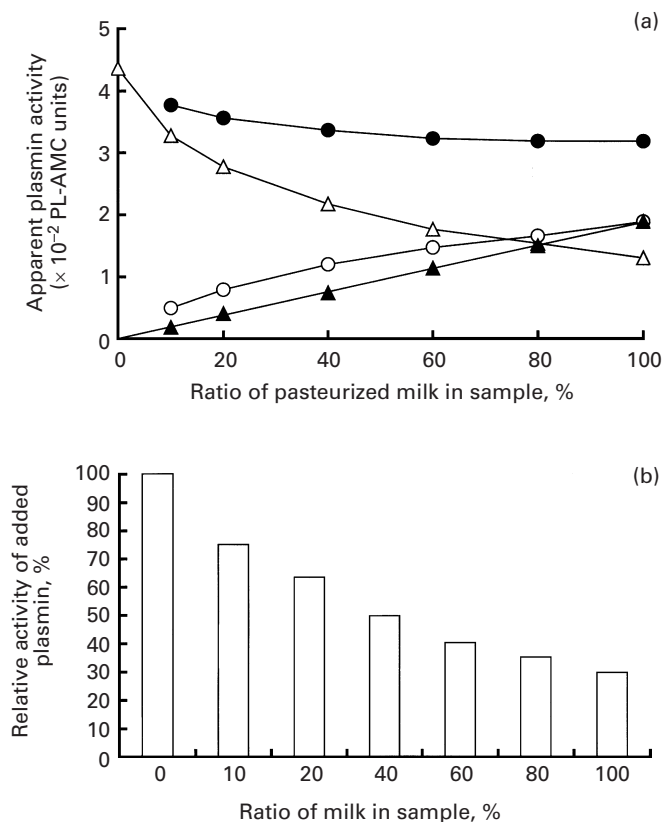 (a)
5
4
3
2
1
0
Apparent plasmin activity
(× 10⁻² PL-AMC units)
0 20 40 60 80 100
Ratio of pasteurized milk in sample, %
(b)
100
90
80
70
60
50
40
30
20
10
0
Relative activity of added
plasmin, %
0 10 20 40 60 80 100
Ratio of milk in sample, %